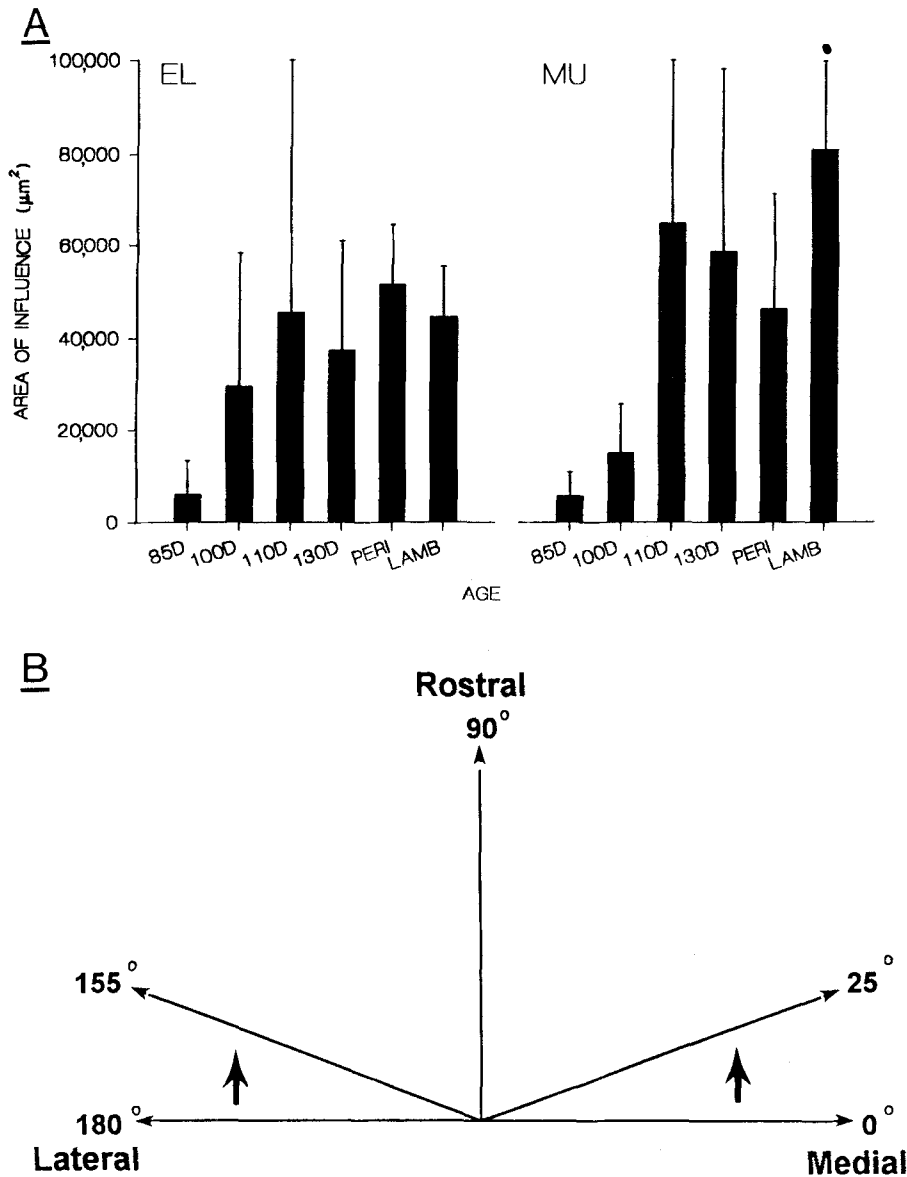 A
EL
MU
100,000
80,000
60,000
40,000
20,000
0
AREA OF INFLUENCE (μm²)
85D 100D 110D 130D PERI LAMB
85D 100D 110D 130D PERI LAMB
AGE
B
Rostral
90°
155°
25°
180°
0°
Lateral
Medial